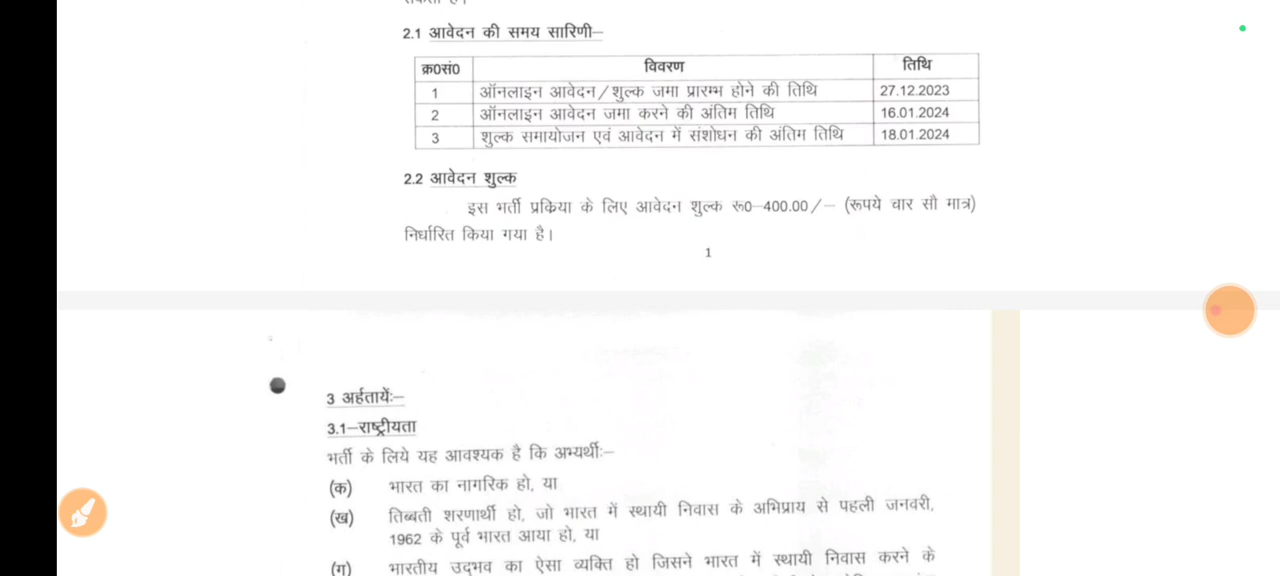 2.1 आवेदन की समय सारिणी–
क्र0सं0 विवरण तिथि
1 ऑनलाइन आवेदन/शुल्क जमा प्रारम्भ होने की तिथि 27.12.2023
2 ऑनलाइन आवेदन जमा करने की अंतिम तिथि 16.01.2024
3 शुल्क समायोजन एवं आवेदन में संशोधन की अंतिम तिथि 18.01.2024
2.2 आवेदन शुल्क
इस भर्ती प्रक्रिया के लिए आवेदन शुल्क रू0–400.00/– (रूपये चार सौ मात्र)
निर्धारित किया गया है।
1
3 अर्हतायेंः–
3.1–राष्ट्रीयता
भर्ती के लिये यह आवश्यक है कि अभ्यर्थीः–
(क) भारत का नागरिक हो, या
(ख) तिब्बती शरणार्थी हो, जो भारत में स्थायी निवास के अभिप्राय से पहली जनवरी,
1962 के पूर्व भारत आया हो, या
(ग) भारतीय उद्भव का ऐसा व्यक्ति हो जिसने भारत में स्थायी निवास करने के